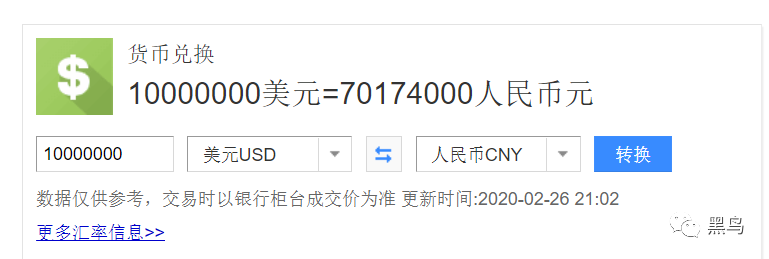 货币兑换
10000000美元=70174000人民币元
10000000 美元USD 人民币CNY 转换
数据仅供参考，交易时以银行柜台成交价为准 更新时间:2020-02-26 21:02
更多汇率信息>>
黑鸟